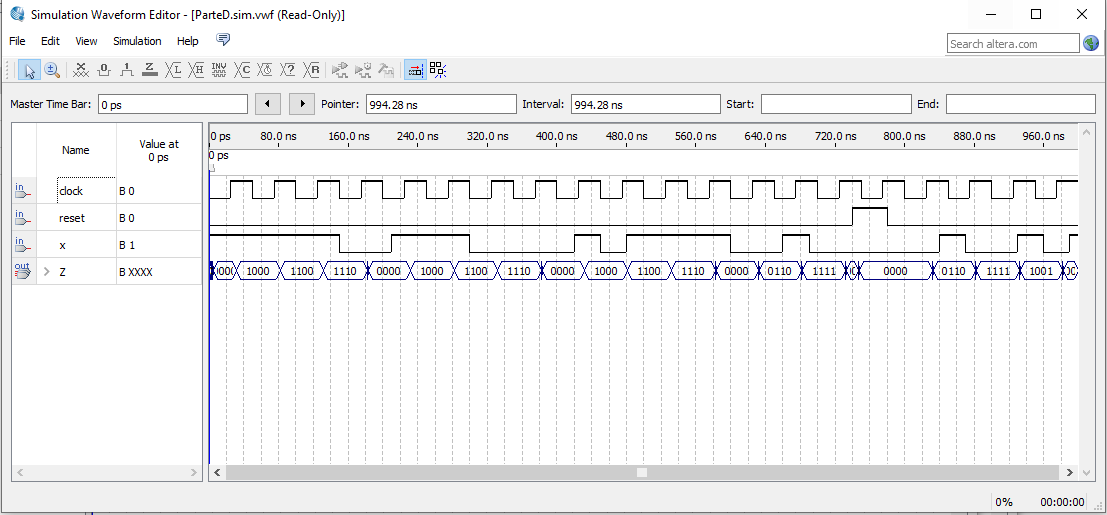 Simulation Waveform Editor - [ParteD.sim.vwf (Read-Only)]
File Edit View Simulation Help
Search altera.com
Master Time Bar: 0 ps Pointer: 994.28 ns Interval: 994.28 ns Start: End:
Name Value at 0 ps
0 ps 80.0 ns 160.0 ns 240.0 ns 320.0 ns 400.0 ns 480.0 ns 560.0 ns 640.0 ns 720.0 ns 800.0 ns 880.0 ns 960.0 ns
0 ps
in clock B 0
in reset B 0
in x B 1
out Z B XXXX 1000 1100 1110 0000 1000 1100 1110 0000 1000 1100 1110 0000 0110 1111 0000 0110 1111 1001
0% 00:00:00